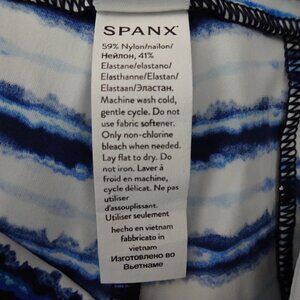 SPANX
59% Nylon/nailon/
Нейлон, 41%
Elastane/elastano/
Elasthanne/Elastan/
Elastaan/Эластан.
Machine wash cold,
gentle cycle. Do not
use fabric softener.
Only non-chlorine
bleach when needed.
Lay flat to dry. Do
not iron. Laver à
froid en machine,
cycle délicat. Ne pas
utiliser
d'assouplissant.
Utiliser seulement
hecho en vietnam
fabbricato in
vietnam
Изготовлено во
Вьетнаме